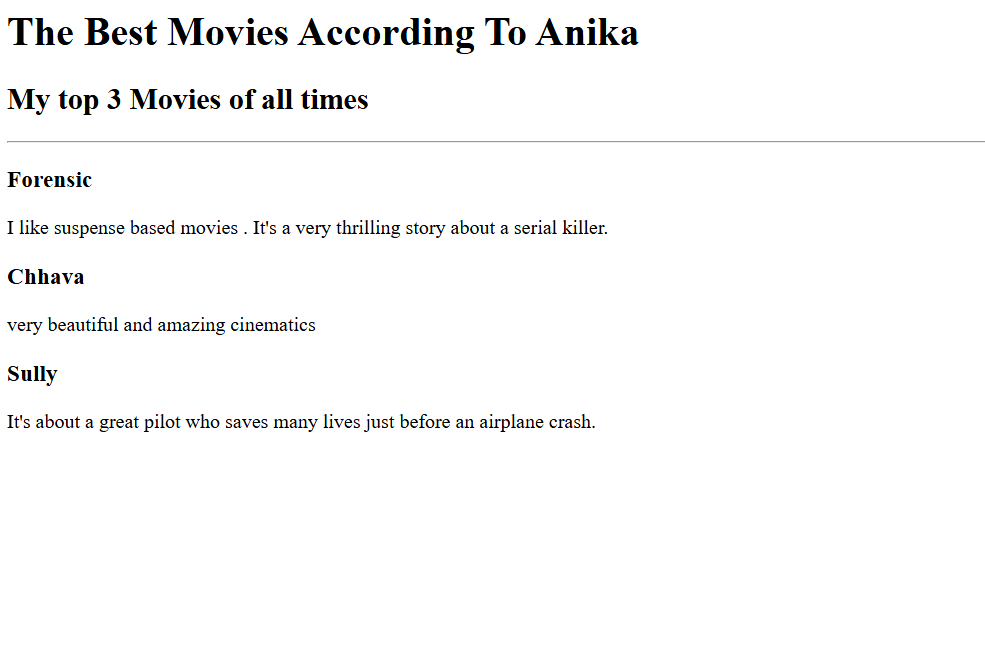 The Best Movies According To Anika
My top 3 Movies of all times
Forensic
I like suspense based movies . It's a very thrilling story about a serial killer.
Chhava
very beautiful and amazing cinematics
Sully
It's about a great pilot who saves many lives just before an airplane crash.